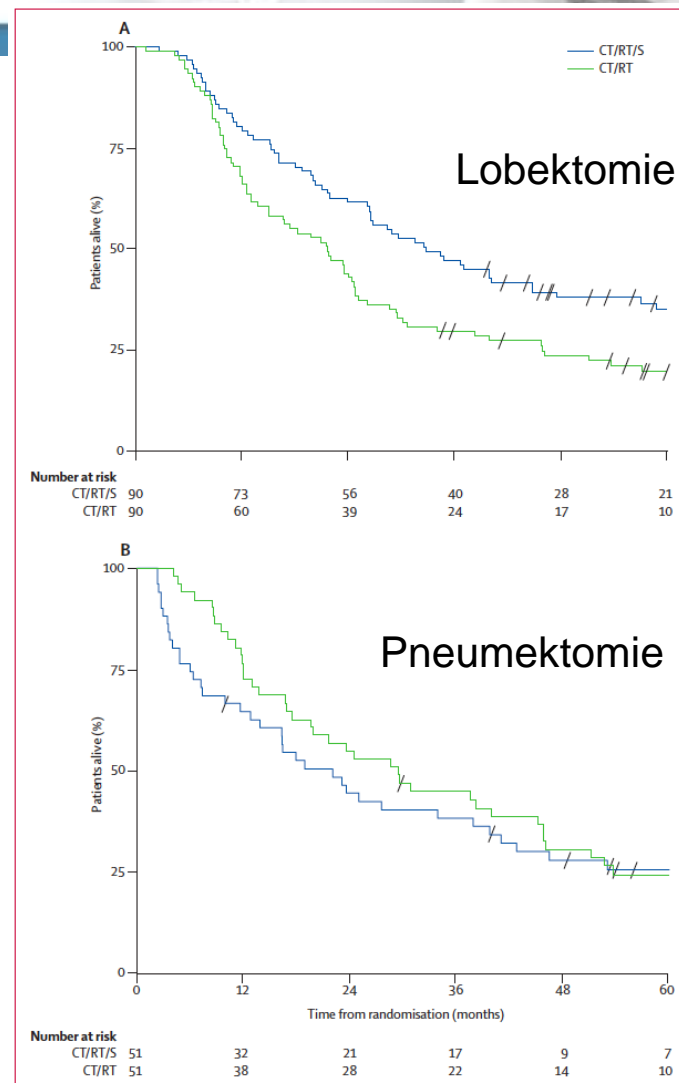 A
100
CT/RT/S
CT/RT
75
Lobektomie
50
Patients alive (%)
25
0
Number at risk
CT/RT/S 90 73 56 40 28 21
CT/RT 90 60 39 24 17 10
B
100
Pneumektomie
75
50
Patients alive (%)
25
0
0 12 24 36 48 60
Time from randomisation (months)
Number at risk
CT/RT/S 51 32 21 17 9 7
CT/RT 51 38 28 22 14 10